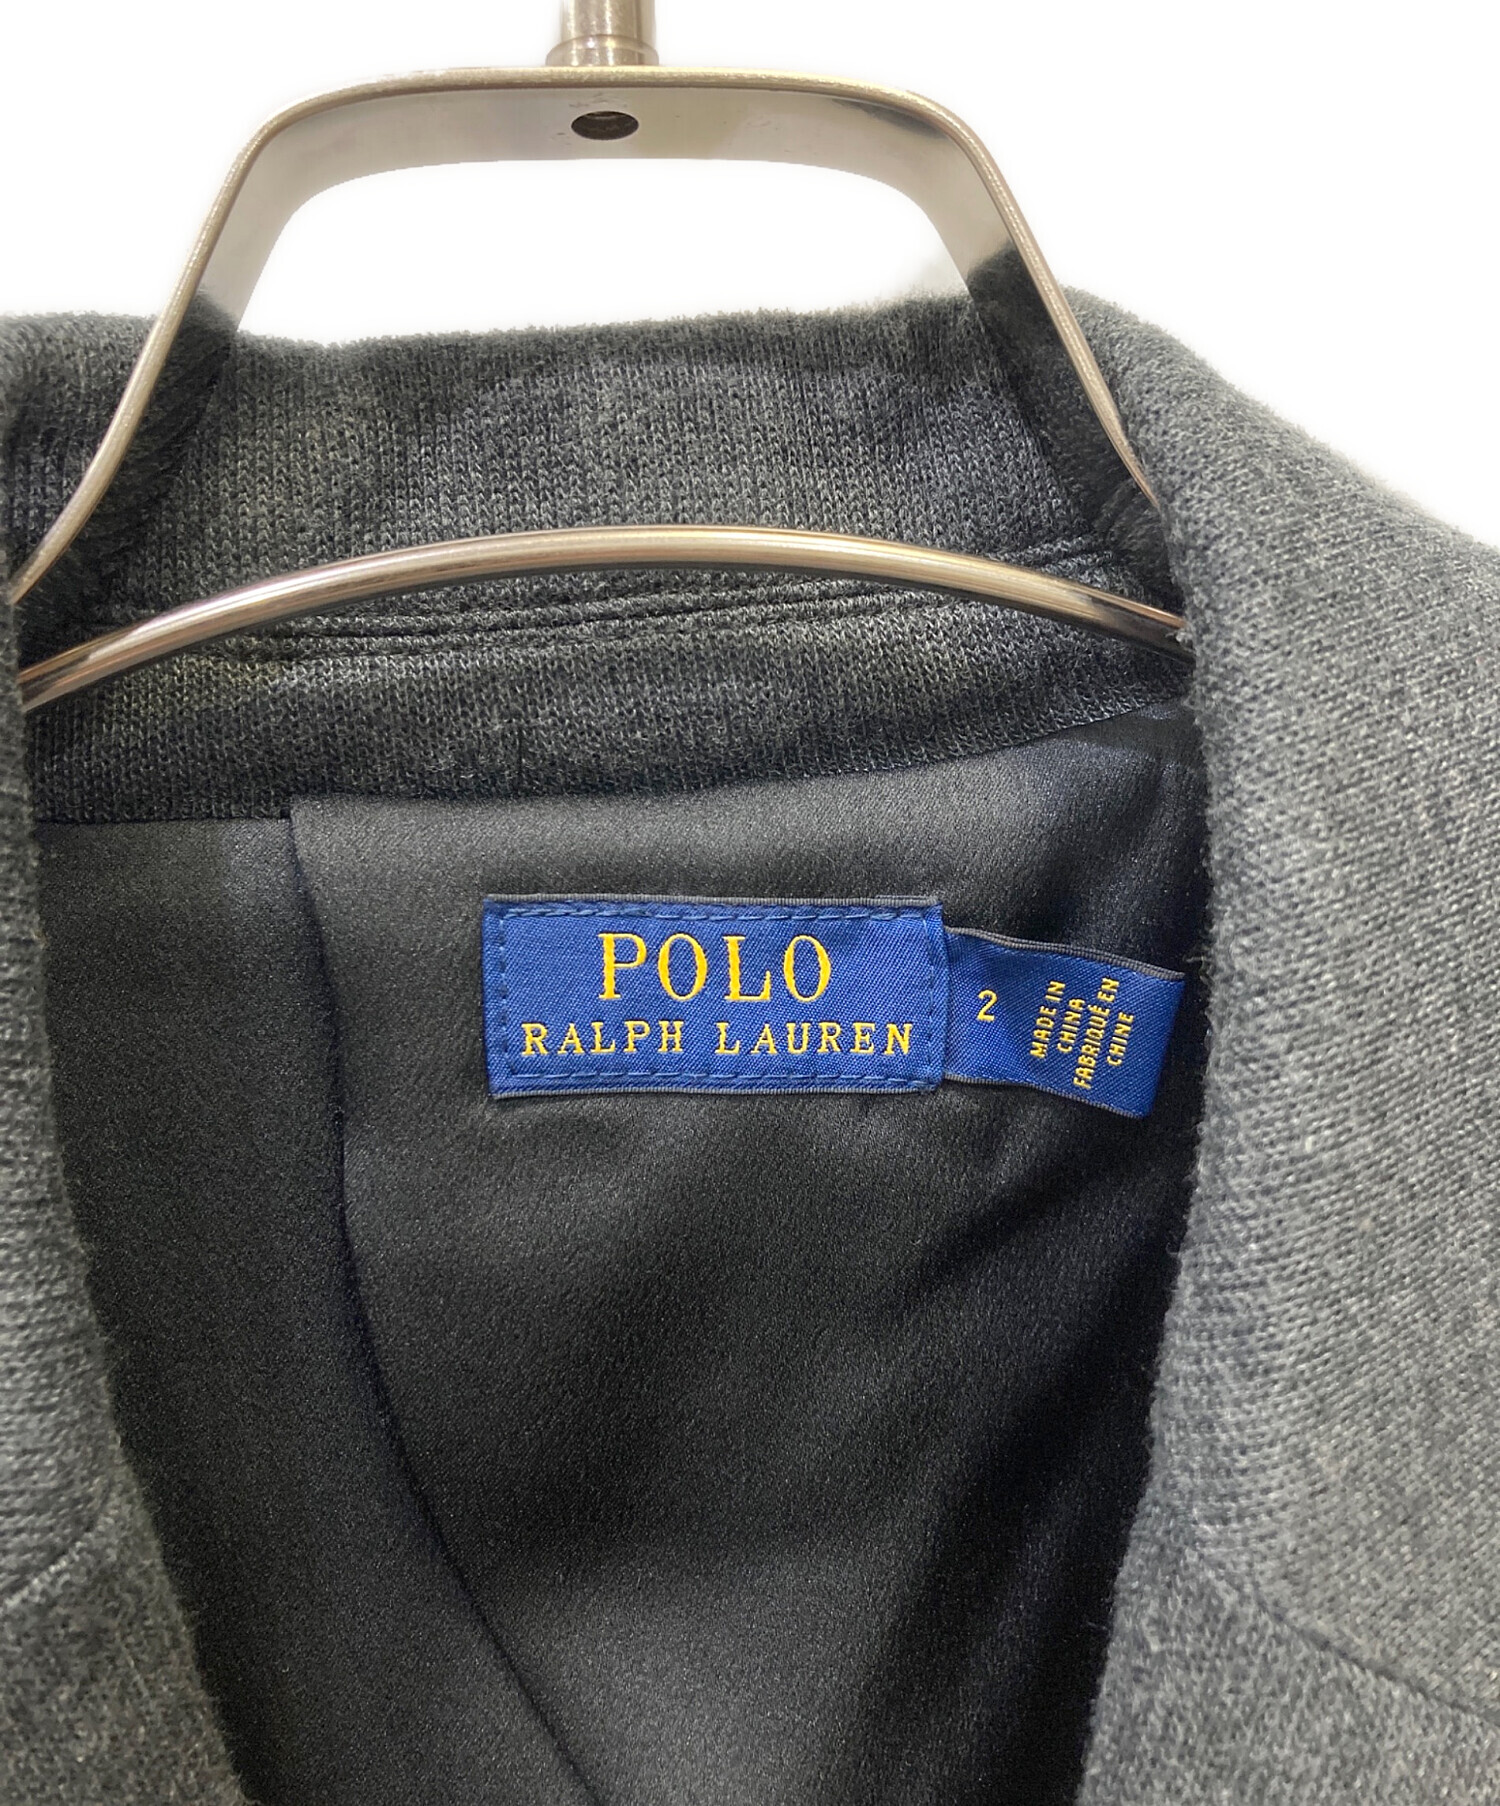 POLO
RALPH LAUREN
2
MADE IN
CHINA
FABRIQUÉ EN
CHINE